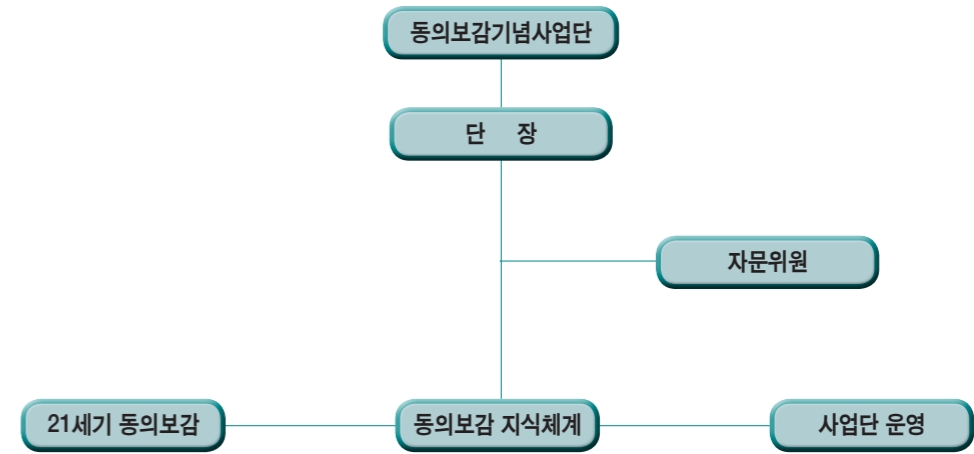 동의보감기념사업단
단 장
자문위원
21세기 동의보감
동의보감 지식체계
사업단 운영